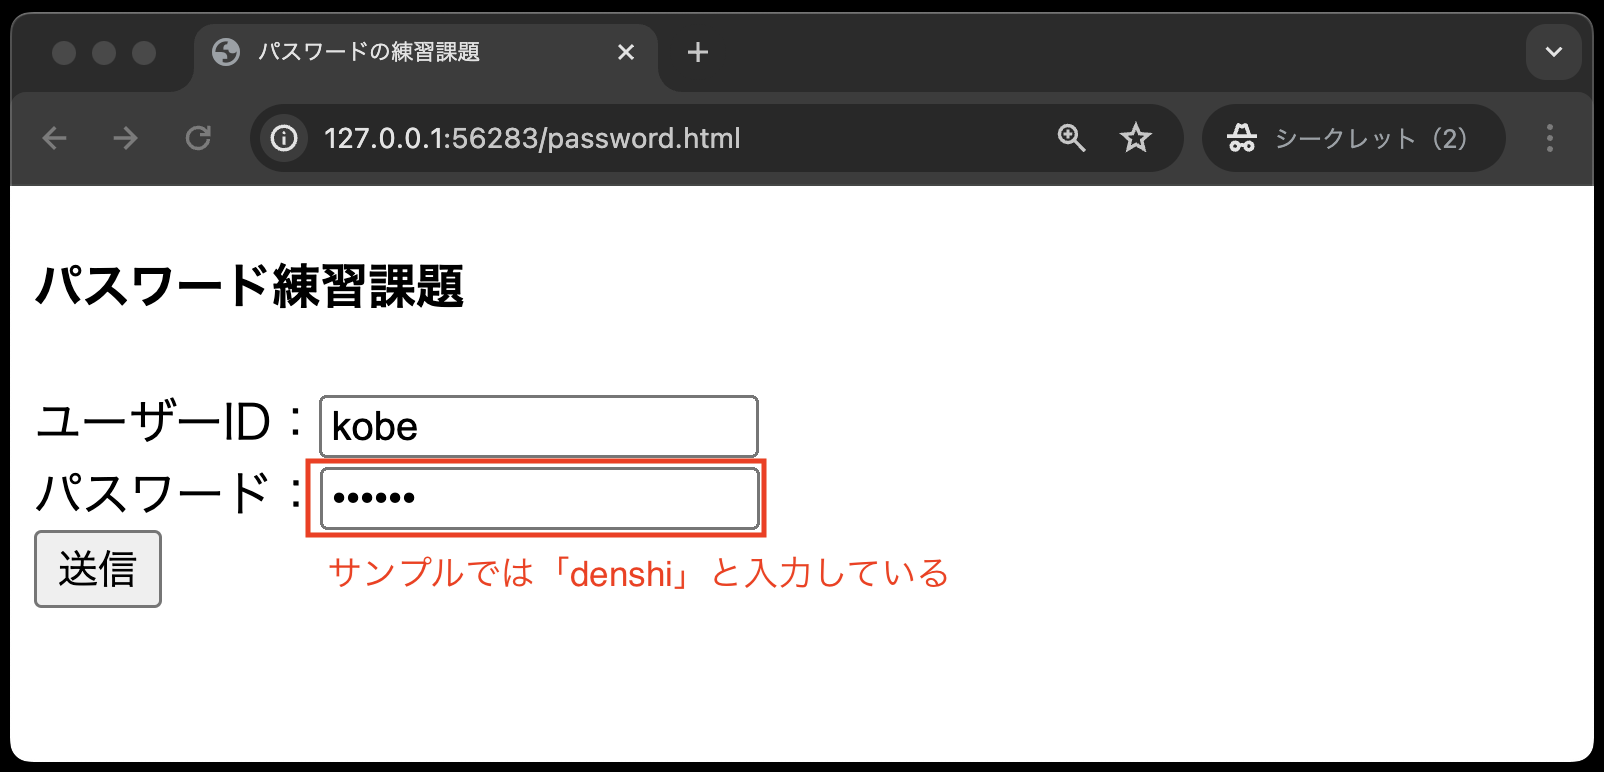 パスワードの練習課題
127.0.0.1:56283/password.html
シークレット（2）
パスワード練習課題
ユーザーID：kobe
パスワード：••••••
送信
サンプルでは「denshi」と入力している